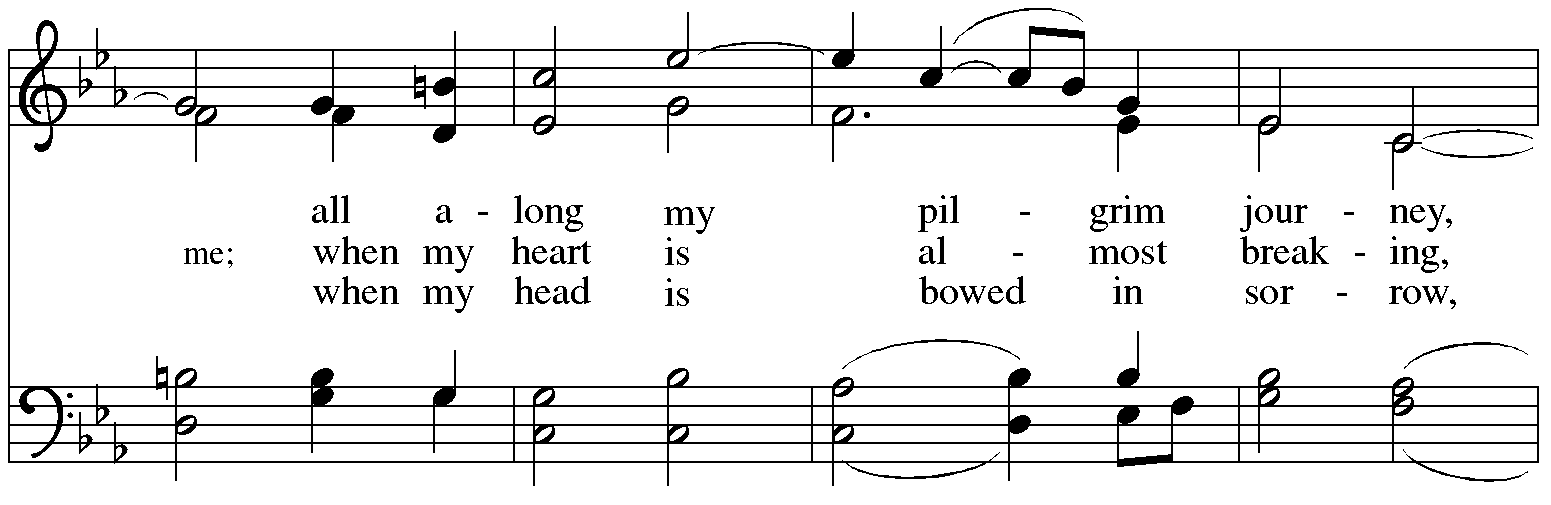 all a - long my pil - grim jour - ney,
me; when my heart is al - most break - ing,
when my head is bowed in sor - row,